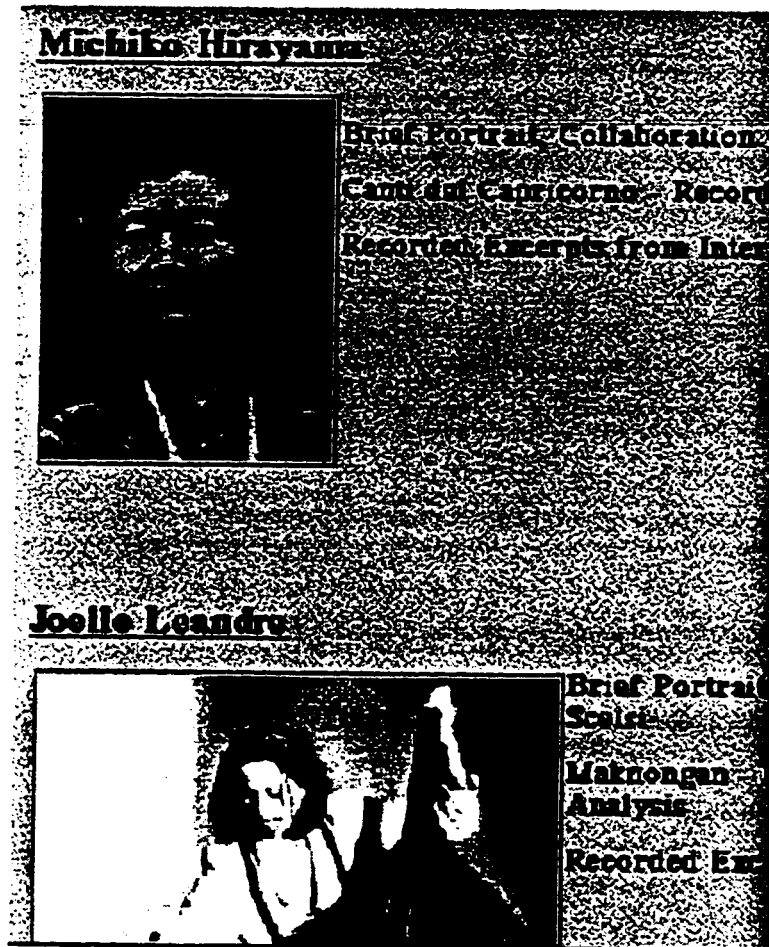 Michiko Hirayama
Brief Portrait, Collaboration
Canti del Capricorno - Record
Recorded Excerpts from Inter
Joelle Leandre
Brief Portrait
Scelsi
Maknongan -
Analysis
Recorded Exc